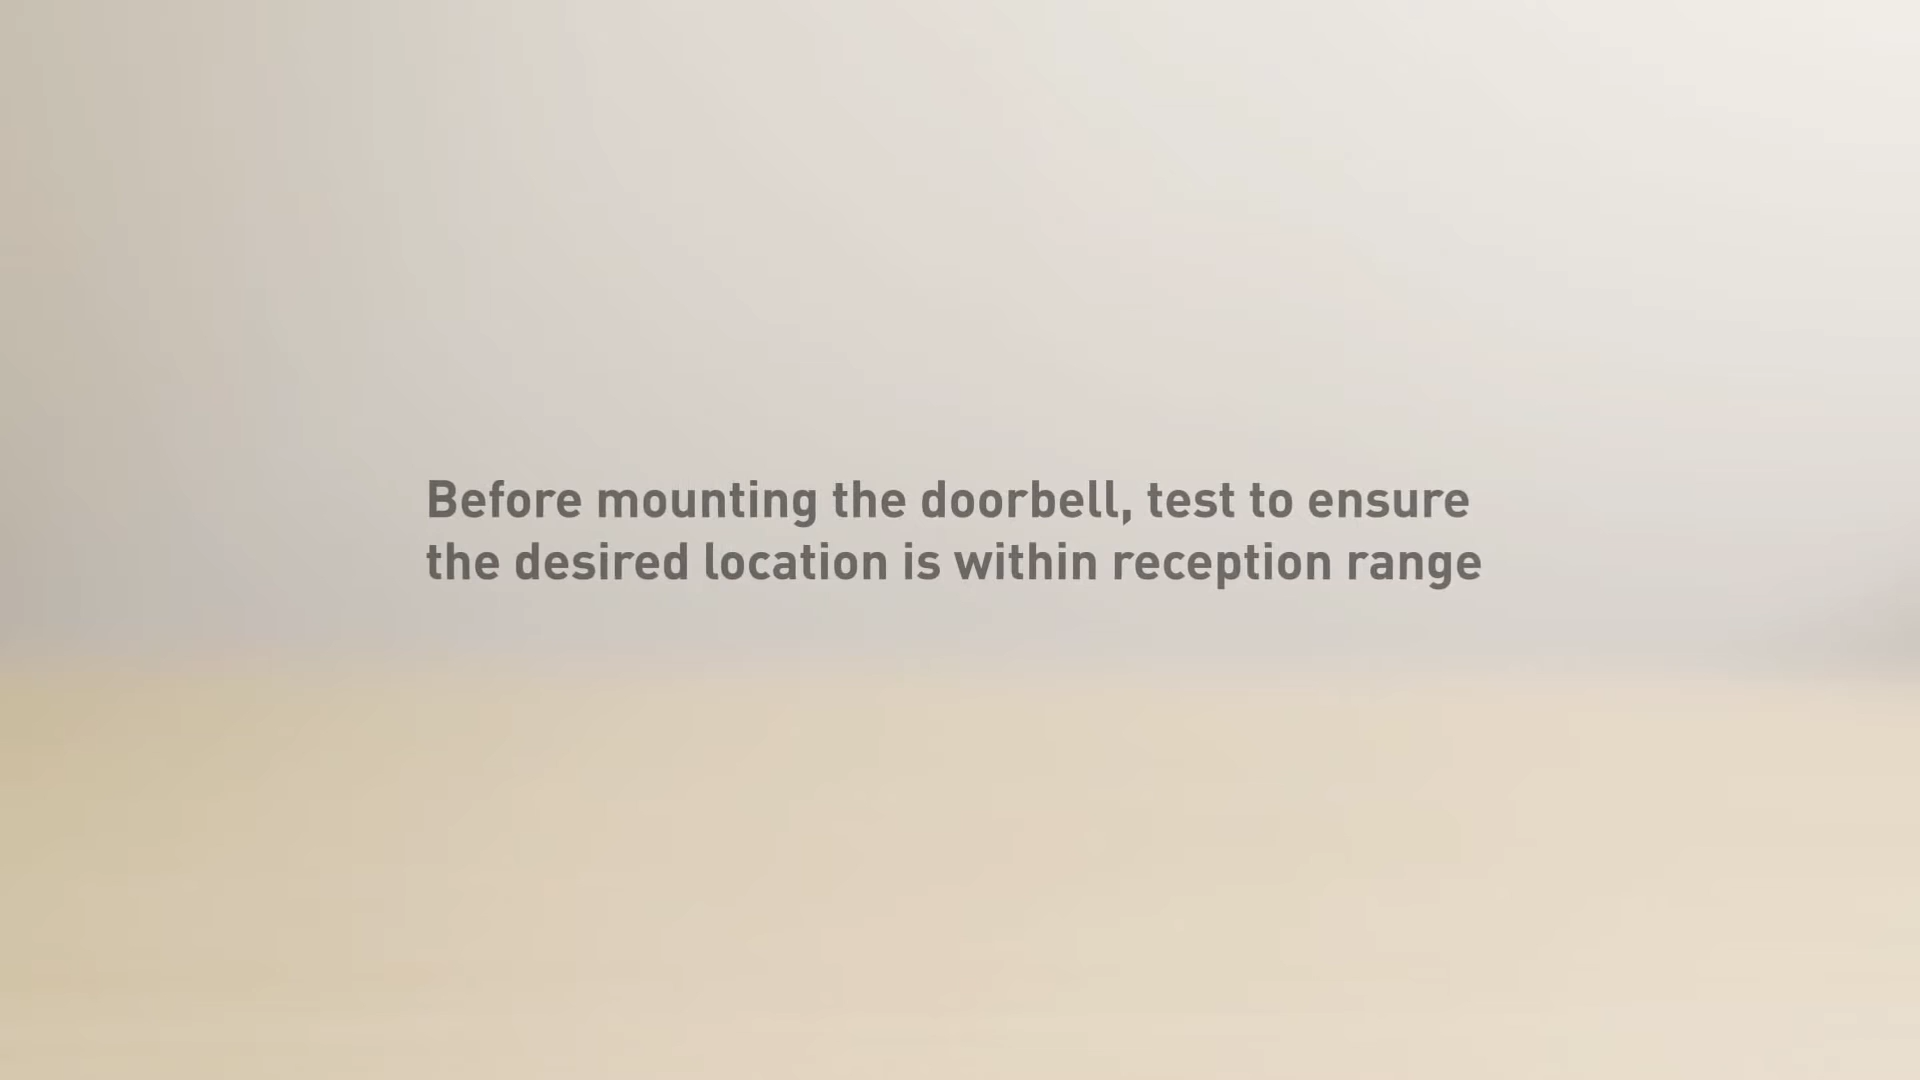 Before mounting the doorbell, test to ensure
the desired location is within reception range